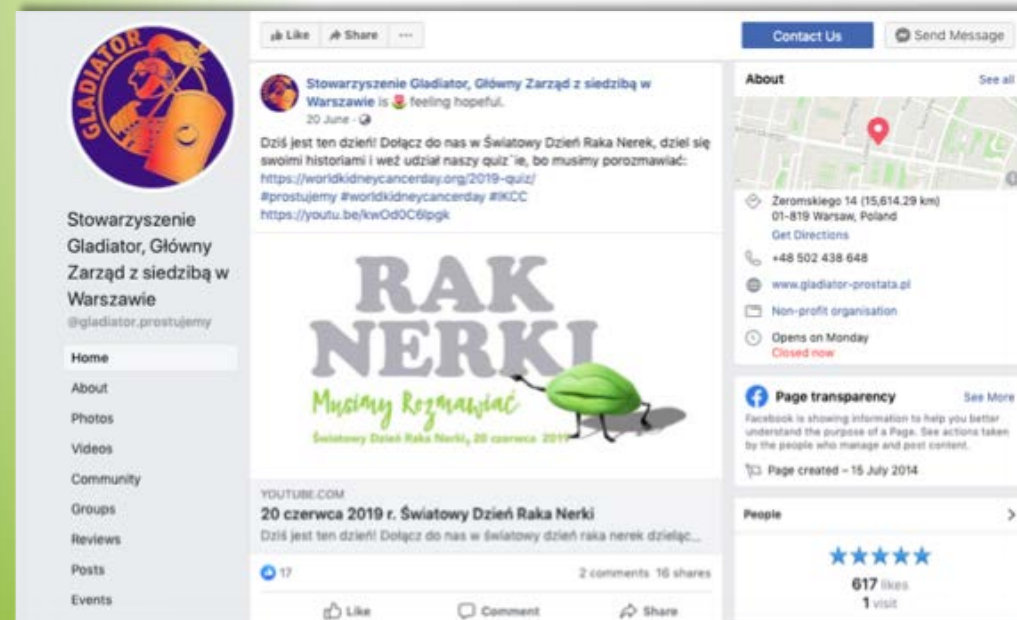 GLADIATOR
Stowarzyszenie
Gladiator, Główny
Zarząd z siedzibą w
Warszawie
@gladiator.prostujemy
Home
About
Photos
Videos
Community
Groups
Reviews
Posts
Events
Like Share ...
Stowarzyszenie Gladiator, Główny Zarząd z siedzibą w
Warszawie is feeling hopeful.
20 June ·
Dziś jest ten dzień! Dołącz do nas w Światowy Dzień Raka Nerek, dziel się
swoimi historiami i weź udział naszy quiz`ie, bo musimy porozmawiać:
https://worldkidneycancerday.org/2019-quiz/
#prostujemy #worldkidneycancerday #IKCC
https://youtu.be/kwOd0C6lpgk
RAK
NERKI
Musimy Rozmawiać
Światowy Dzień Raka Nerki, 20 czerwca 2019
YOUTUBE.COM
20 czerwca 2019 r. Światowy Dzień Raka Nerki
Dziś jest ten dzień! Dołącz do nas w światowy dzień raka nerek dzieląc...
17
2 comments 16 shares
Like Comment Share
Contact Us Send Message
About See all
Żeromskiego 14 (15,614.29 km)
01-819 Warsaw, Poland
Get Directions
+48 502 438 648
www.gladiator-prostata.pl
Non-profit organisation
Opens on Monday
Closed now
Page transparency See More
Facebook is showing information to help you better
understand the purpose of a Page. See actions taken
by the people who manage and post content.
Page created – 15 July 2014
People >
617 likes
1 visit